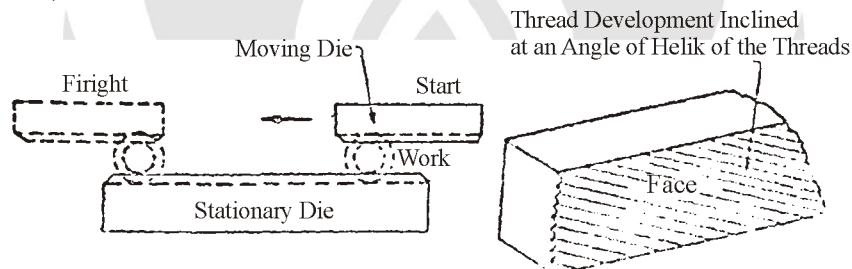 Thread Development Inclined
at an Angle of Helik of the Threads
Moving Die
Firight
Start
Work
Face
Stationary Die